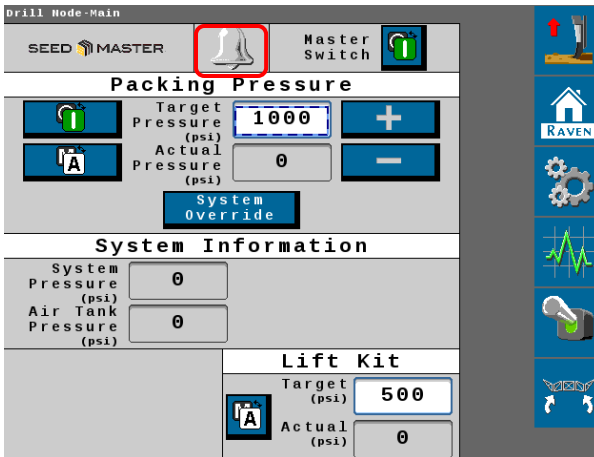 Drill Node-Main
SEED MASTER
Master
Switch
Packing Pressure
Target
Pressure
(psi)
1000
+
Actual
Pressure
(psi)
A
0
−
System
Override
System Information
System
Pressure
(psi)
0
Air Tank
Pressure
(psi)
0
Lift Kit
Target
(psi)
500
A
Actual
(psi)
0
RAVEN